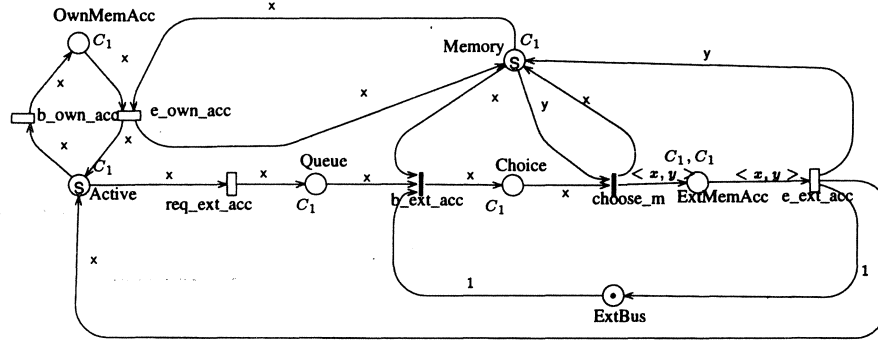 x
OwnMemAcc
C₁
Memory
C₁
x
S
y
x
x
x
y
x
b_own_acc
e_own_acc
x
x
C₁
C₁, C₁
S
x
x
Queue
x
x
Choice
x
< x, y >
< x, y >
Active
req_ext_acc
C₁
b_ext_acc
C₁
choose_m
ExtMemAcc
e_ext_acc
x
1
1
ExtBus